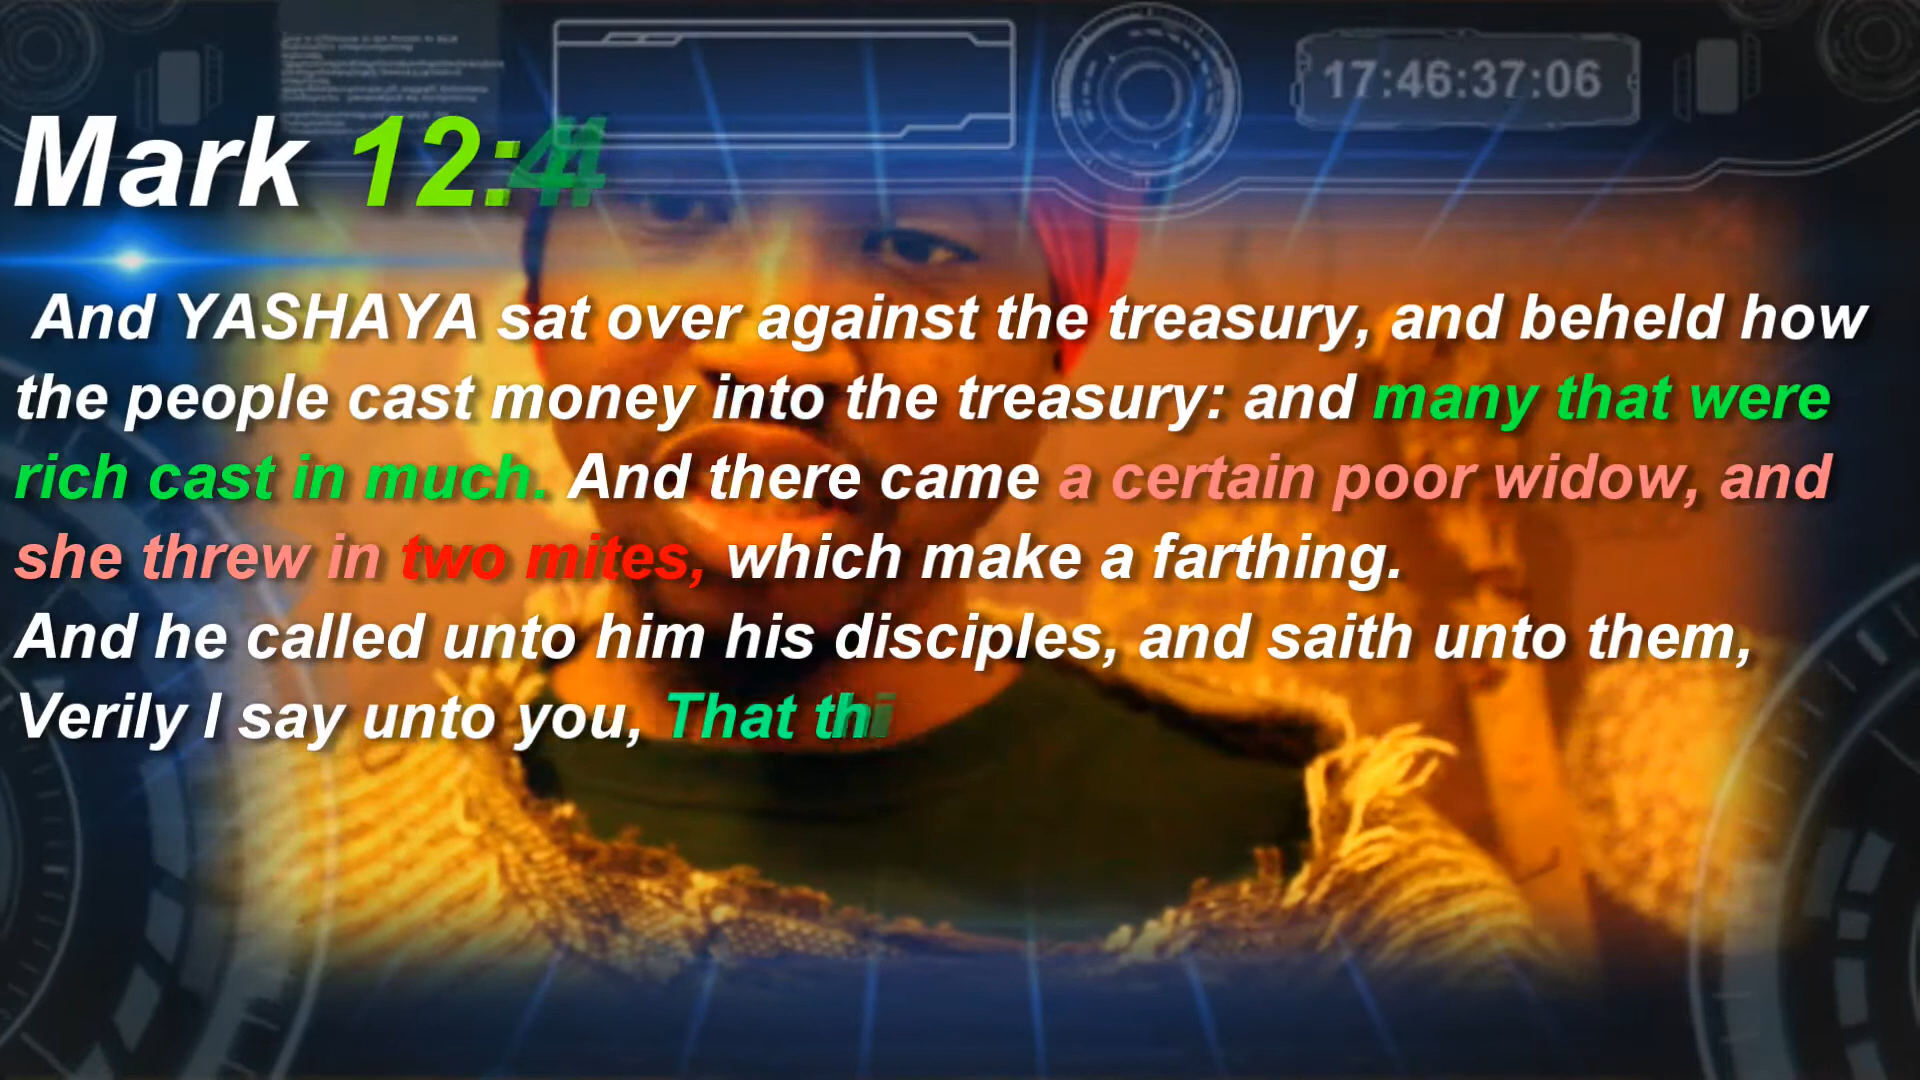 17:46:37:06
Mark 12:4
And YASHAYA sat over against the treasury, and beheld how
the people cast money into the treasury: and many that were
rich cast in much. And there came a certain poor widow, and
she threw in two mites, which make a farthing.
And he called unto him his disciples, and saith unto them,
Verily I say unto you, That thi